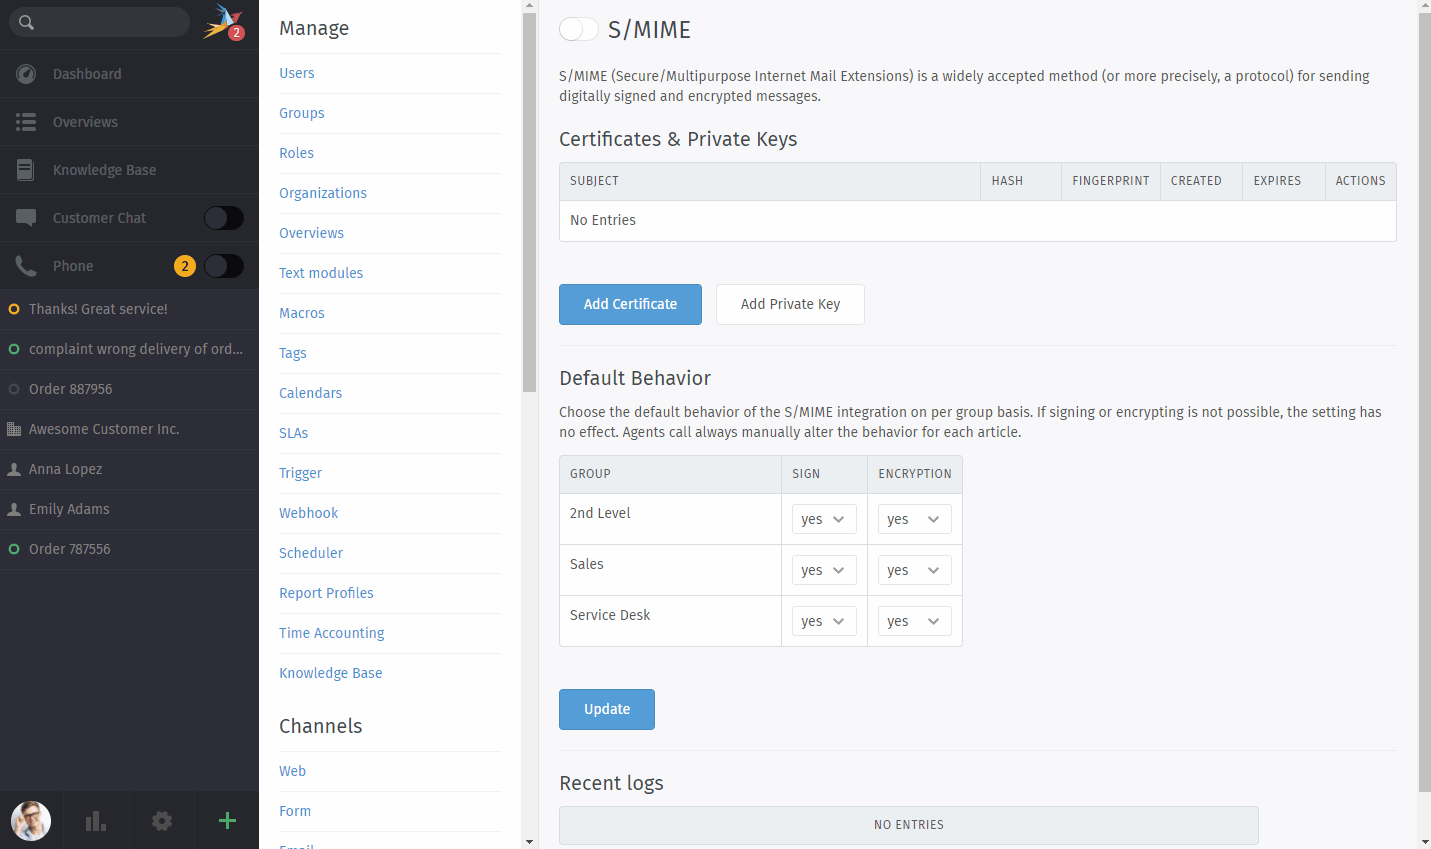 2
Dashboard
Overviews
Knowledge Base
Customer Chat
Phone
2
Thanks! Great service!
complaint wrong delivery of ord...
Order 887956
Awesome Customer Inc.
Anna Lopez
Emily Adams
Order 787556
Manage
Users
Groups
Roles
Organizations
Overviews
Text modules
Macros
Tags
Calendars
SLAs
Trigger
Webhook
Scheduler
Report Profiles
Time Accounting
Knowledge Base
Channels
Web
Form
Email
S/MIME
S/MIME (Secure/Multipurpose Internet Mail Extensions) is a widely accepted method (or more precisely, a protocol) for sending
digitally signed and encrypted messages.
Certificates & Private Keys
SUBJECT HASH FINGERPRINT CREATED EXPIRES ACTIONS
No Entries
Add Certificate Add Private Key
Default Behavior
Choose the default behavior of the S/MIME integration on per group basis. If signing or encrypting is not possible, the setting has
no effect. Agents call always manually alter the behavior for each article.
GROUP SIGN ENCRYPTION
2nd Level yes yes
Sales yes yes
Service Desk yes yes
Update
Recent logs
NO ENTRIES